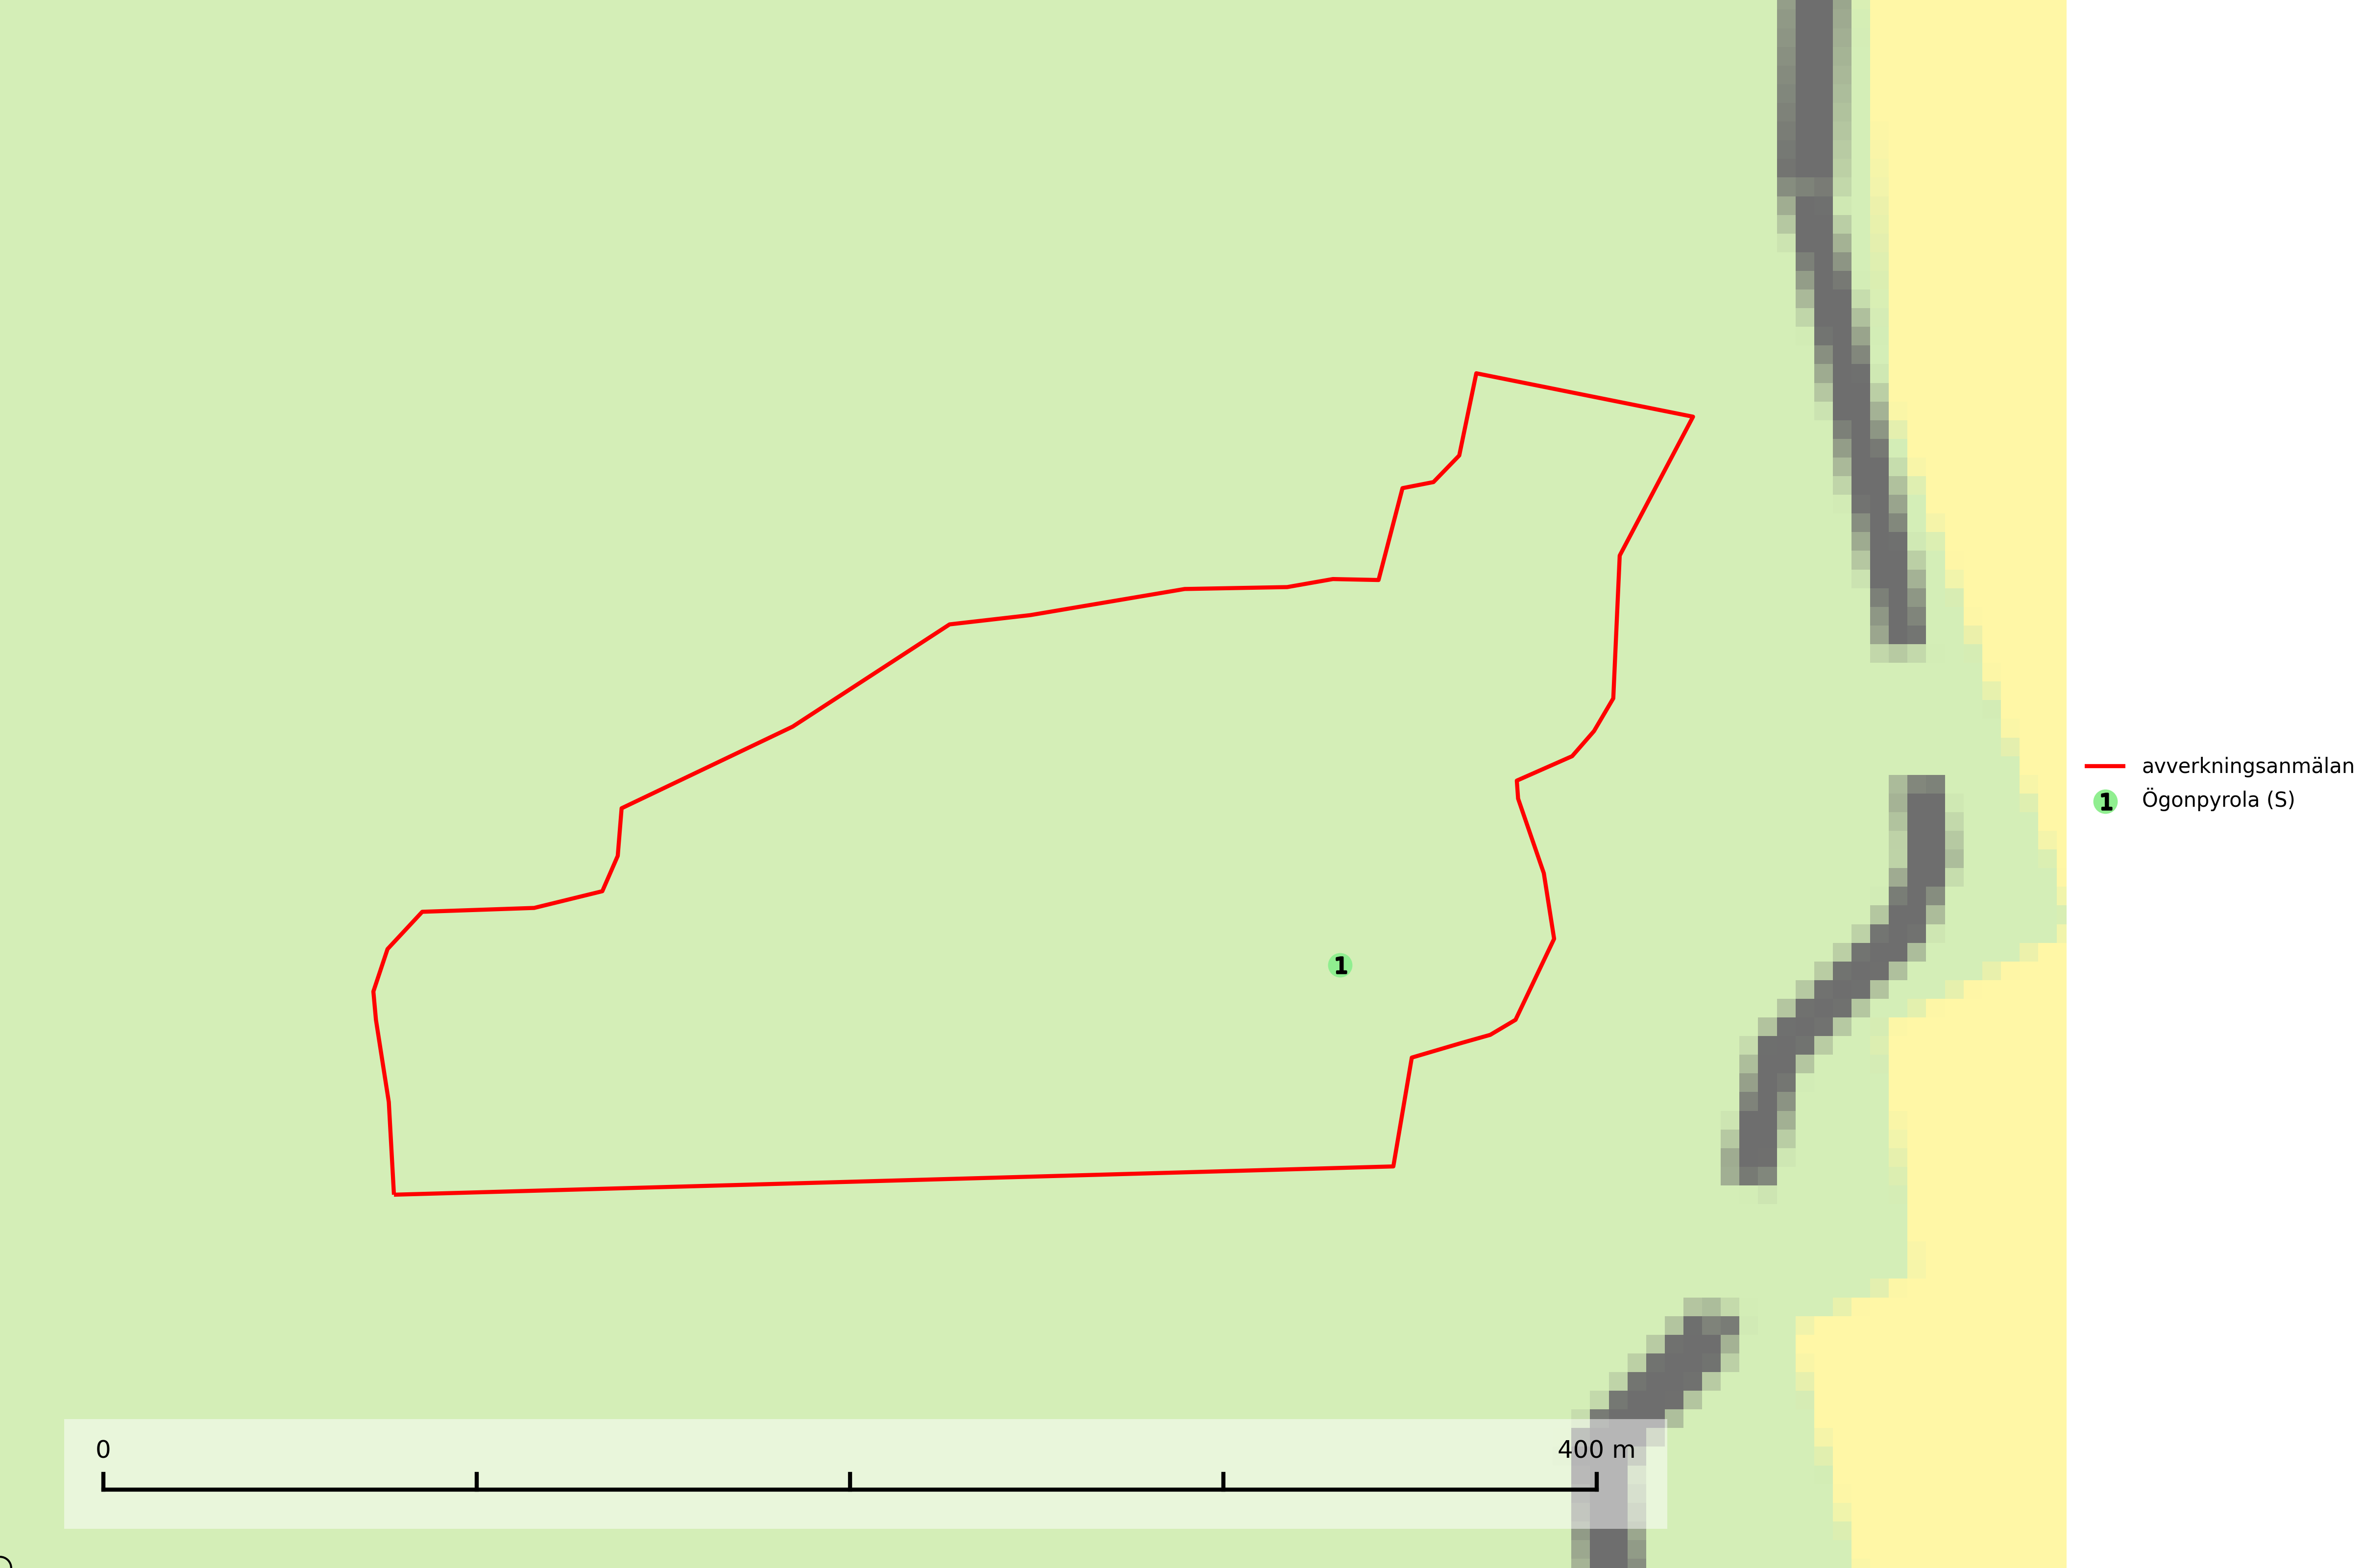 avverkningsanmälan
1 Ögonpyrola (S)
1
0 400 m